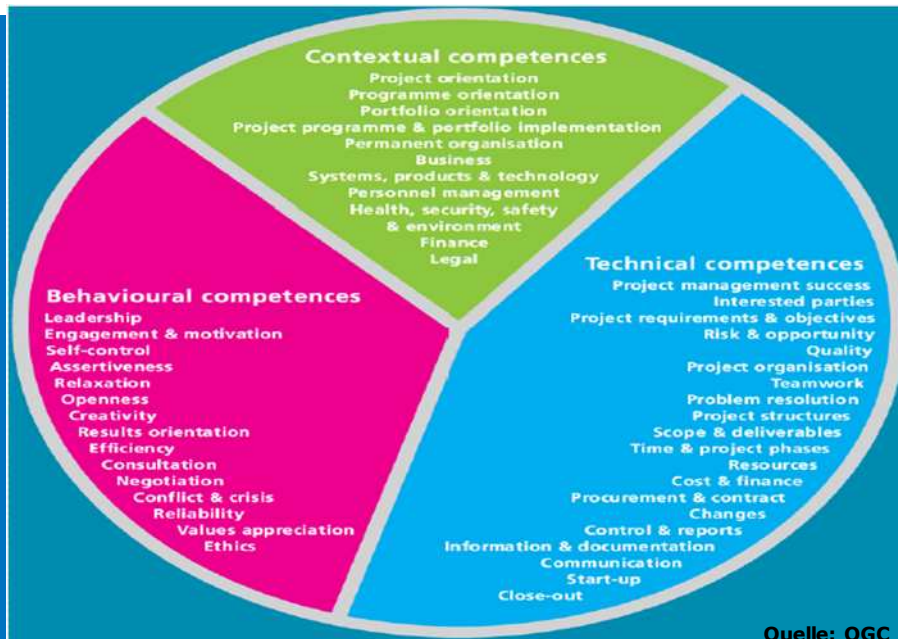 Contextual competences
Project orientation
Programme orientation
Portfolio orientation
Project programme & portfolio implementation
Permanent organisation
Business
Systems, products & technology
Personnel management
Health, security, safety
& environment
Finance
Legal
Behavioural competences
Leadership
Engagement & motivation
Self-control
Assertiveness
Relaxation
Openness
Creativity
Results orientation
Efficiency
Consultation
Negotiation
Conflict & crisis
Reliability
Values appreciation
Ethics
Technical competences
Project management success
Interested parties
Project requirements & objectives
Risk & opportunity
Quality
Project organisation
Teamwork
Problem resolution
Project structures
Scope & deliverables
Time & project phases
Resources
Cost & finance
Procurement & contract
Changes
Control & reports
Information & documentation
Communication
Start-up
Close-out
Quelle: OGC